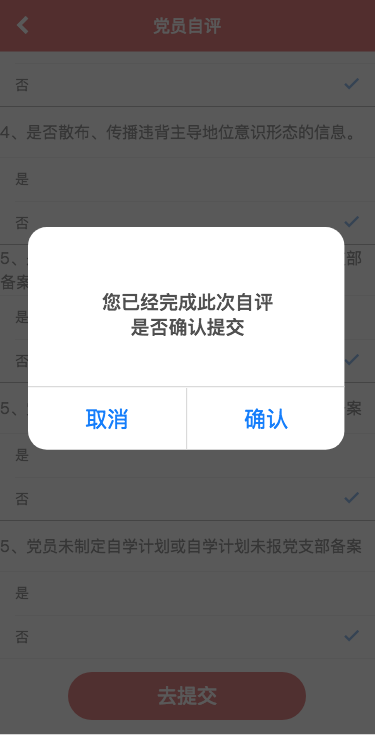 党员自评
否
4、是否散布、传播违背主导地位意识形态的信息。
是
否
5、
部
备案
您已经完成此次自评
是否确认提交
是
否
取消
确认
5、
案
是
否
5、党员未制定自学计划或自学计划未报党支部备案
是
否
去提交